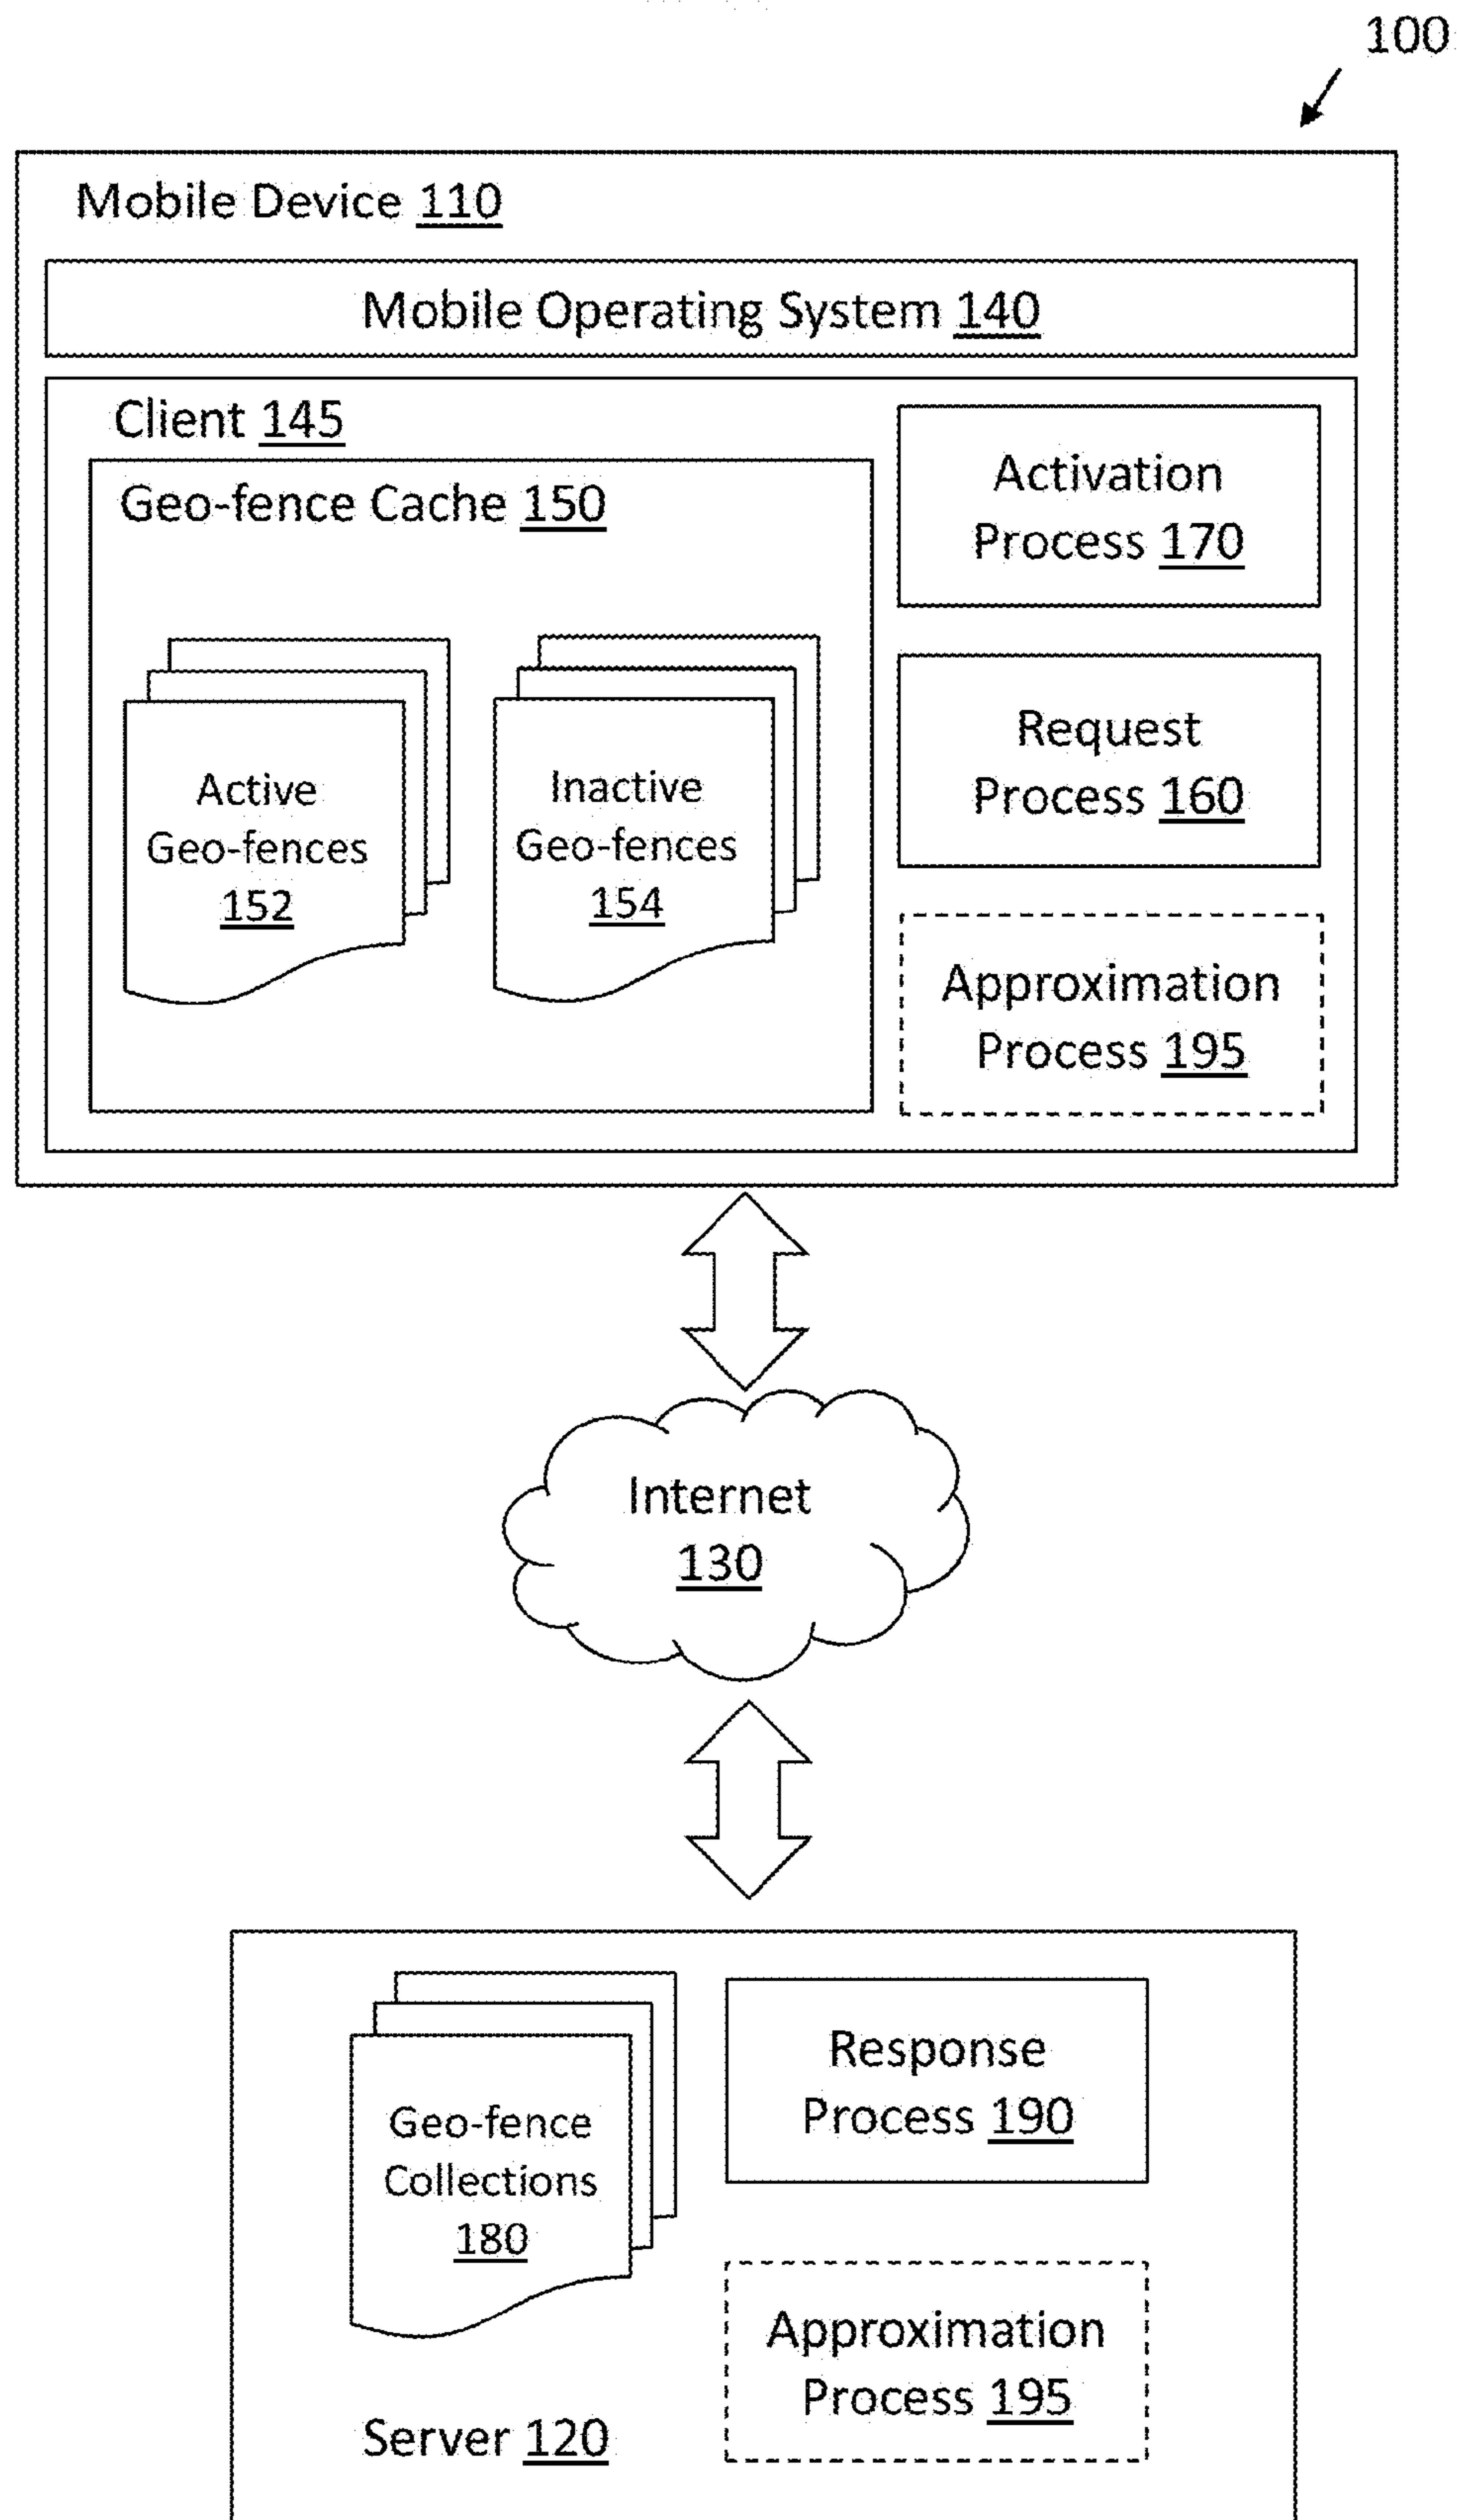 100
Mobile Device 110
Mobile Operating System 140
Client 145
Geo-fence Cache 150
Active
Geo-fences
152
Inactive
Geo-fences
154
Activation
Process 170
Request
Process 160
Approximation
Process 195
Internet
130
Geo-fence
Collections
180
Response
Process 190
Approximation
Process 195
Server 120